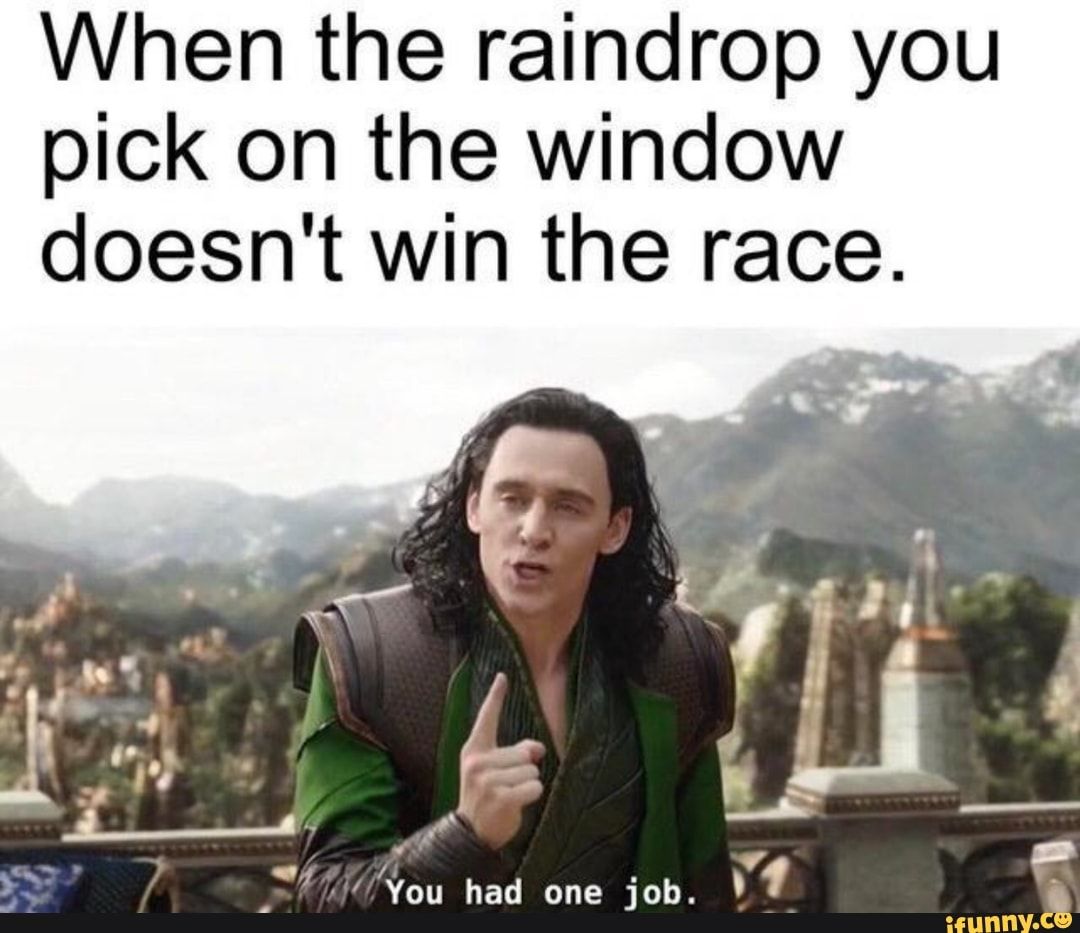 When the raindrop you
pick on the window
doesn't win the race.
You had one job.
ifunny.co